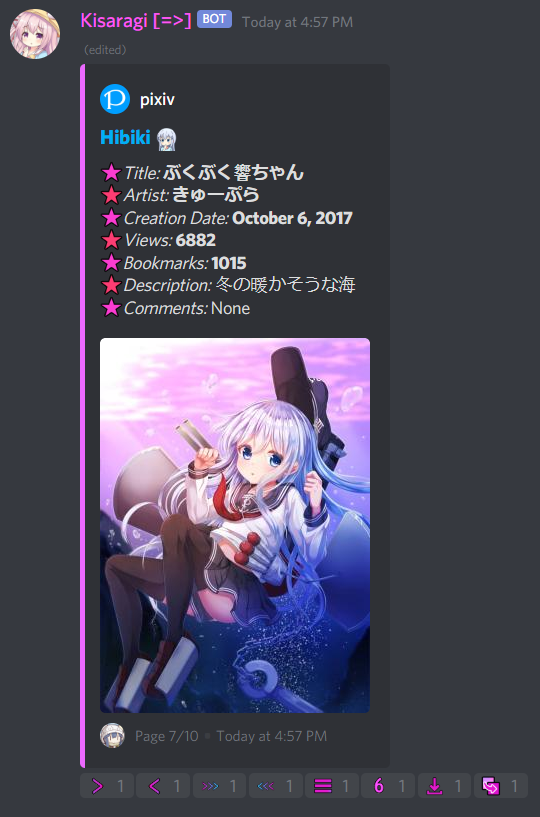 Kisaragi [=>] BOT Today at 4:57 PM
(edited)
pixiv
Hibiki
Title: ぶくぶく響ちゃん
Artist: きゅーぷら
Creation Date: October 6, 2017
Views: 6882
Bookmarks: 1015
Description: 冬の暖かそうな海
Comments: None
Page 7/10 • Today at 4:57 PM
1 1 1 1 1 6 1 1 1